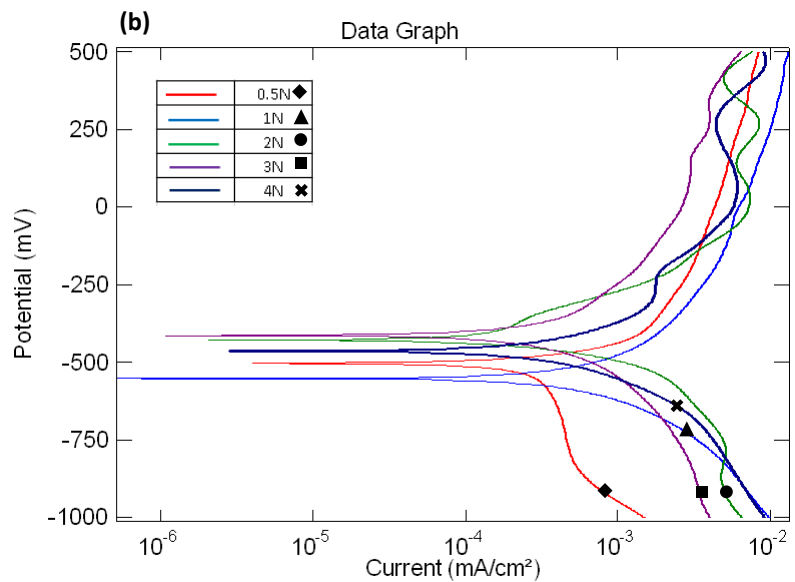 (b)
Data Graph
0.5N
1N
2N
3N
4N
500
250
0
-250
-500
-750
-1000
Potential (mV)
10⁻⁶ 10⁻⁵ 10⁻⁴ 10⁻³ 10⁻²
Current (mA/cm²)